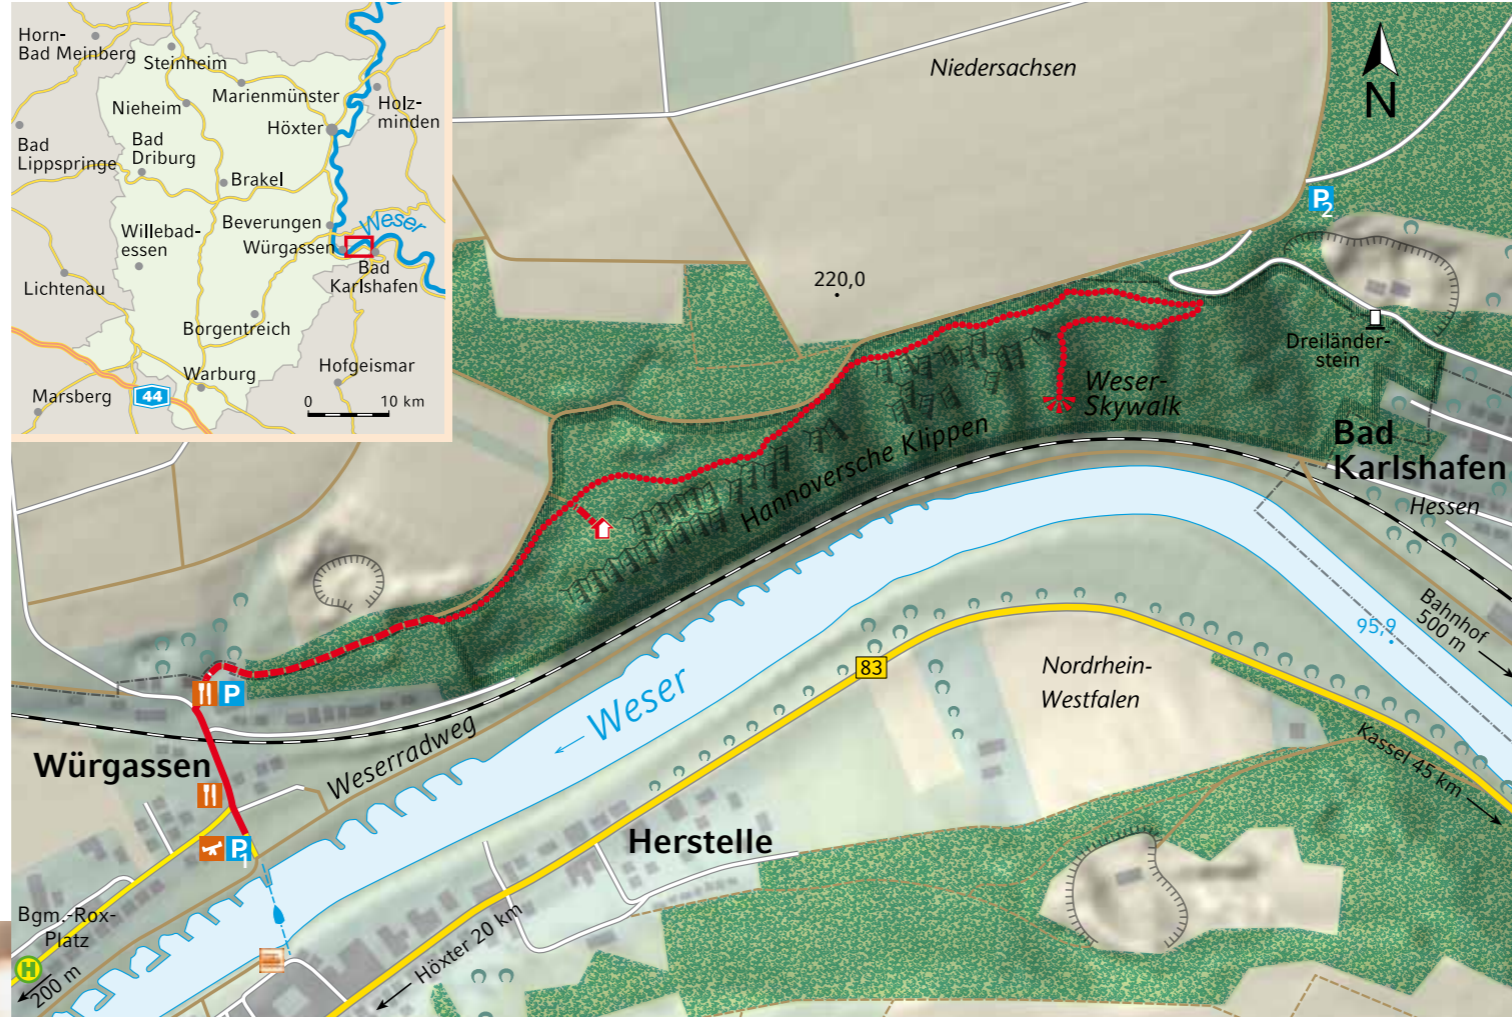 Horn-
Bad Meinberg
Steinheim
Marienmünster
Nieheim
Holz-
minden
Höxter
Bad
Lippspringe
Bad
Driburg
Brakel
Beverungen
Weser
Willebad-
essen
Würgassen
Bad
Karlshafen
Lichtenau
Borgentreich
Warburg
Hofgeismar
Marsberg
44
0 10 km
Niedersachsen
N
P2
220,0
Dreiländer-
stein
Weser-
Skywalk
Hannoversche Klippen
Bad
Karlshafen
Hessen
Bahnhof
500 m
95,9
Nordrhein-
Westfalen
83
Weser
Kassel 45 km
P
Würgassen
Weserradweg
P1
Herstelle
Bgm.-Rox-
Platz
H
200 m
Höxter 20 km